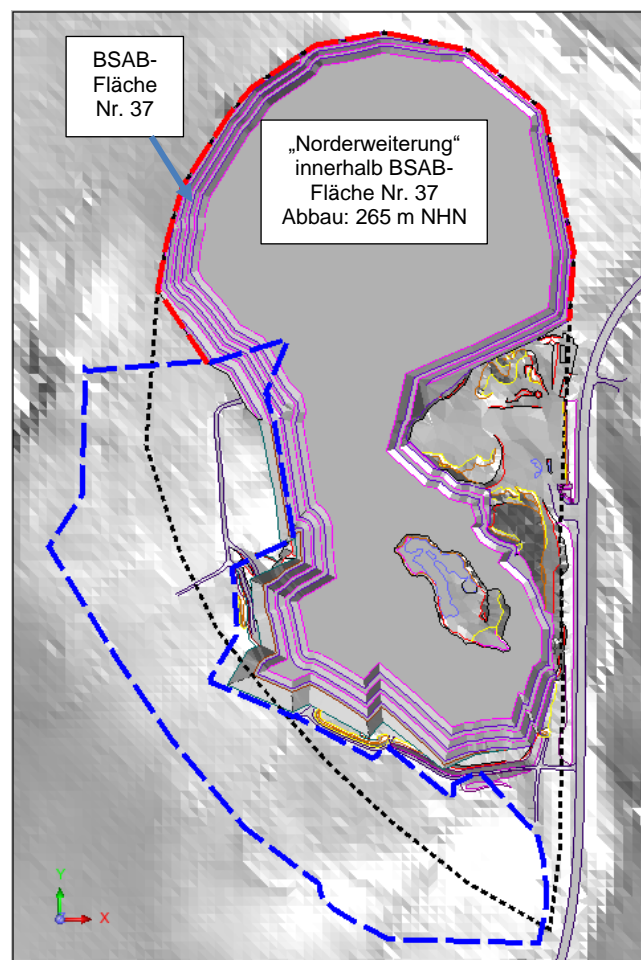 BSAB-
Fläche
Nr. 37
„Norderweiterung“
innerhalb BSAB-
Fläche Nr. 37
Abbau: 265 m NHN
Y
X